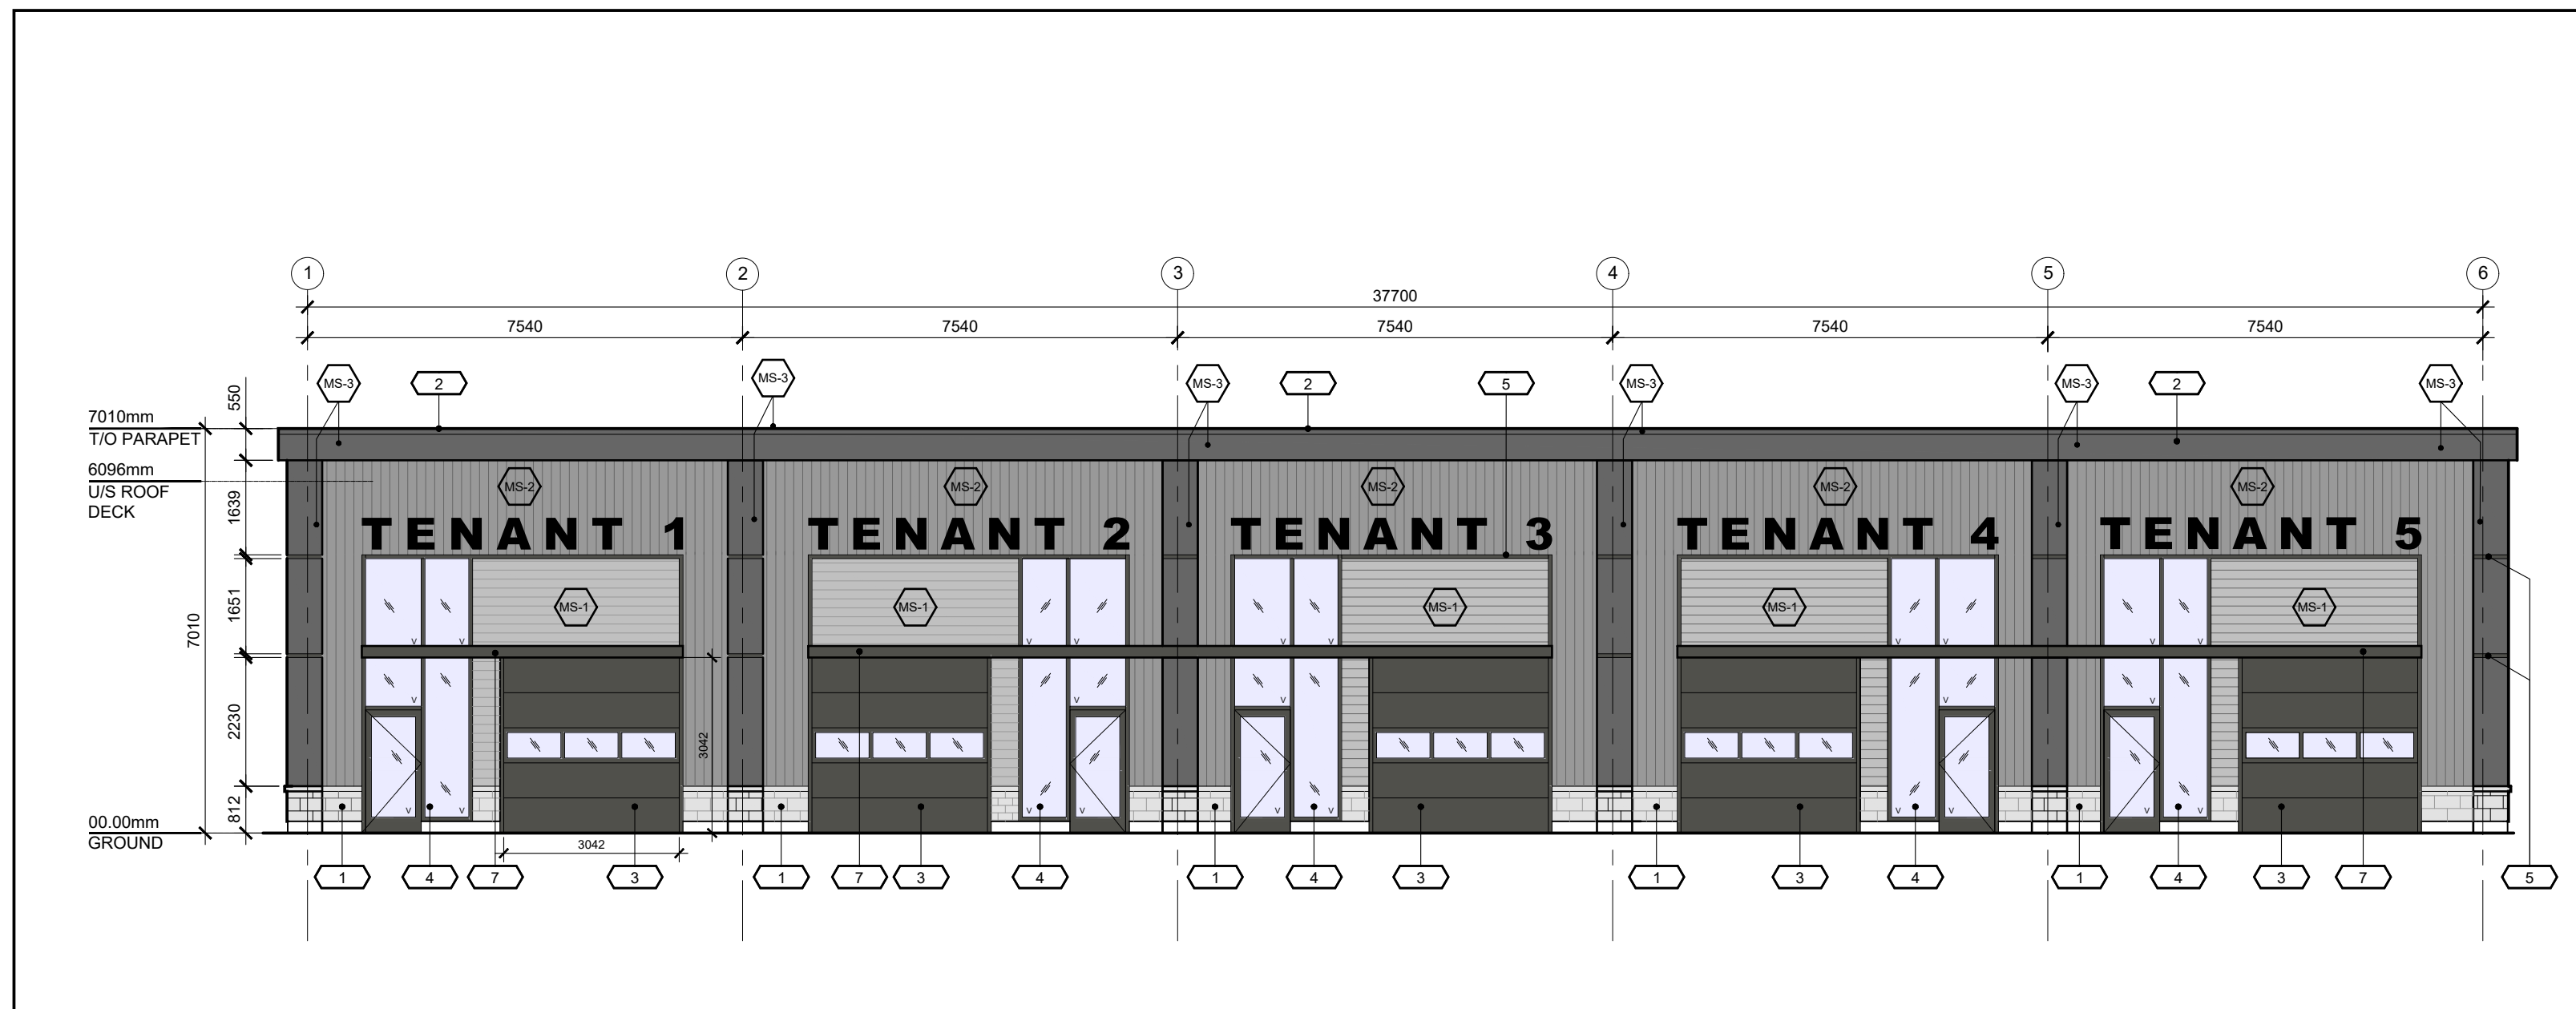 1 2 3 4 5 6
37700
7540 7540 7540 7540 7540
MS-3 2 MS-3 MS-3 2 5 MS-3 MS-3 2 MS-3
550
7010mm
T/O PARAPET
6096mm
U/S ROOF
DECK
MS-2 MS-2 MS-2 MS-2 MS-2
1639
TENANT 1 TENANT 2 TENANT 3 TENANT 4 TENANT 5
1651
MS-1 MS-1 MS-1 MS-1 MS-1
7010
V V V V V V V V V V
2230
3042
V V V V V
812
V V V V V V V V V V
00.00mm
GROUND
3042
1 4 7 3 1 7 3 4 1 4 3 1 3 4 1 4 3 7 5